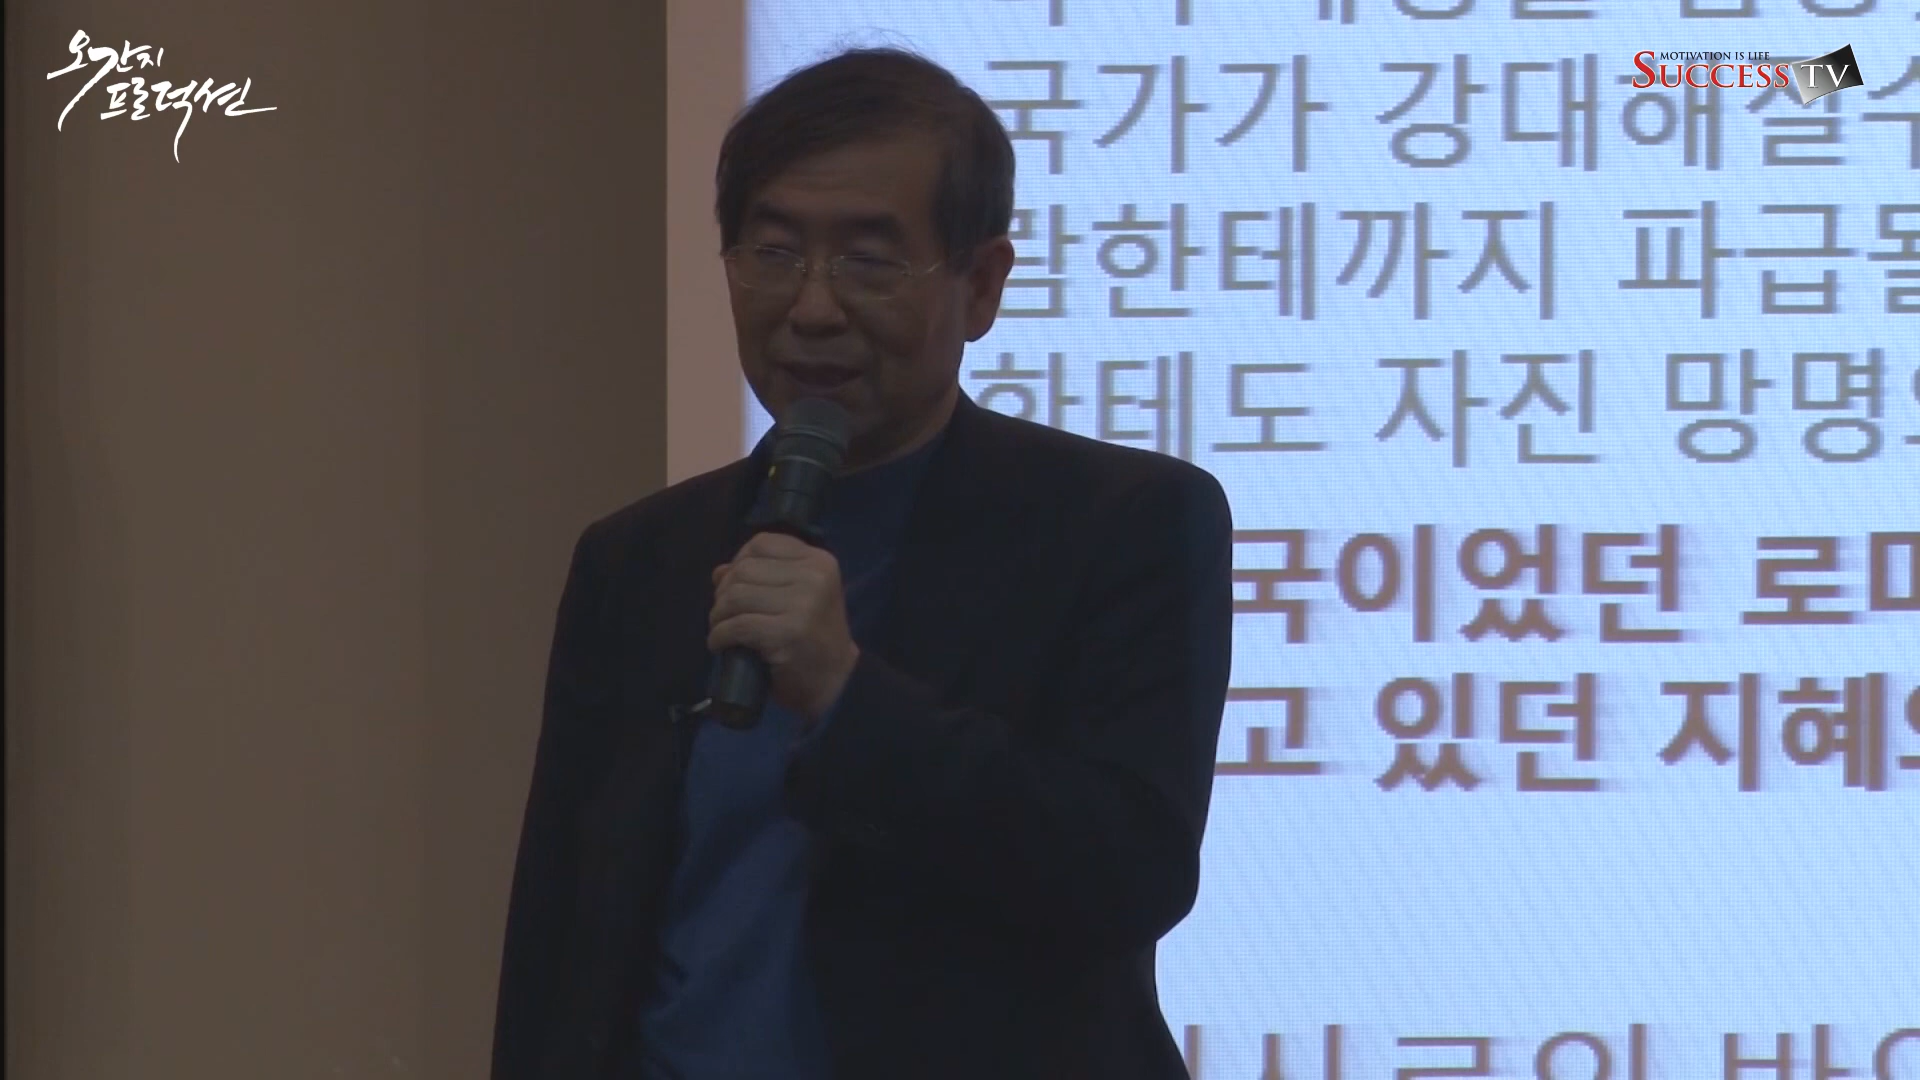 오간지
프로덕션
MOTIVATION IS LIFE
SUCCESS TV
국가가 강대해질수
람한테까지 파급될
한테도 자진 망명
국이었던 로마
고 있던 지혜